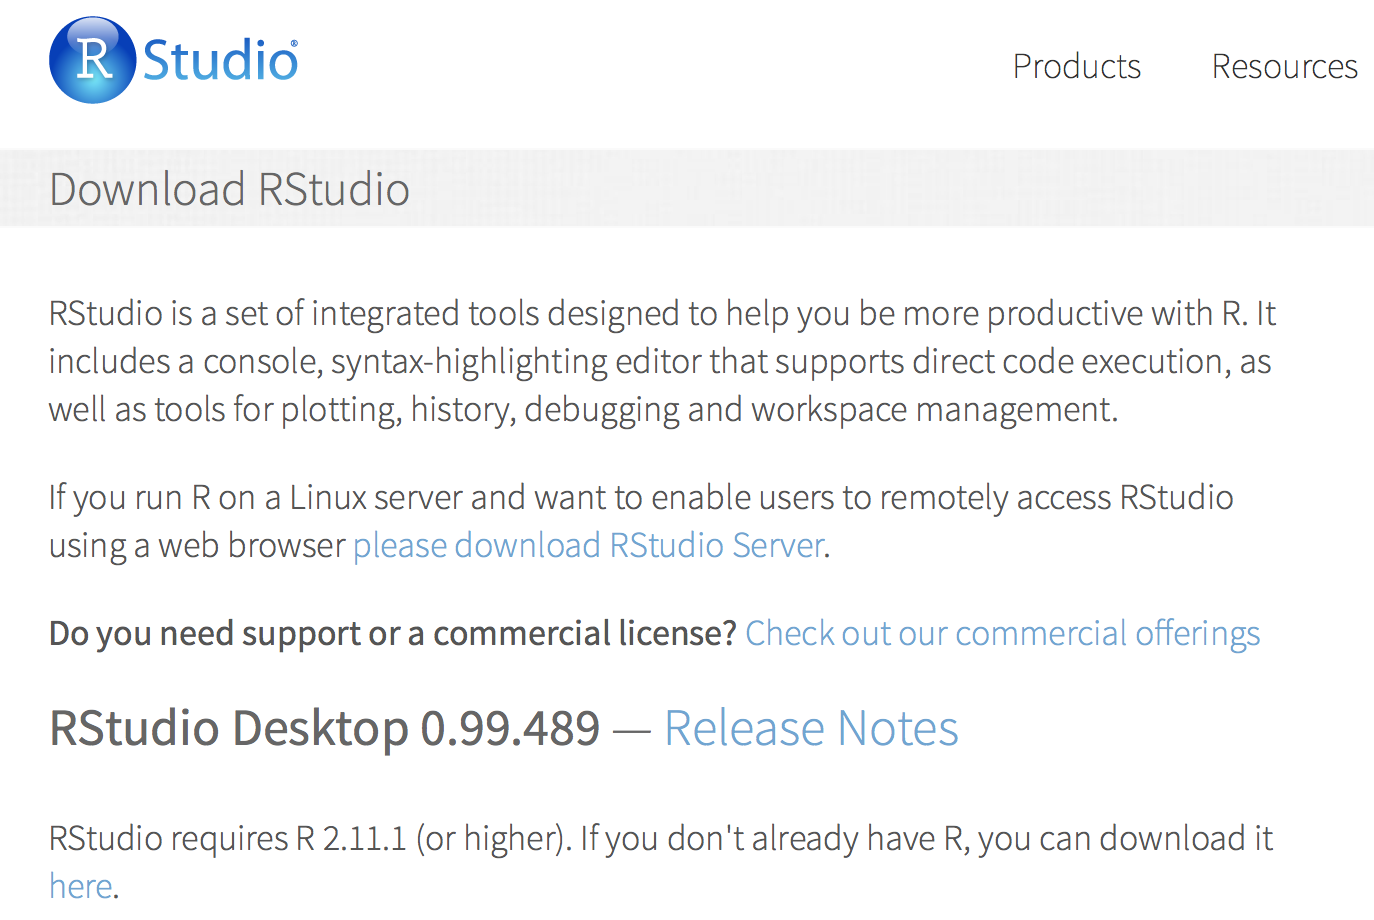 R Studio®
Products Resources
Download RStudio
RStudio is a set of integrated tools designed to help you be more productive with R. It
includes a console, syntax-highlighting editor that supports direct code execution, as
well as tools for plotting, history, debugging and workspace management.
If you run R on a Linux server and want to enable users to remotely access RStudio
using a web browser please download RStudio Server.
Do you need support or a commercial license? Check out our commercial offerings
RStudio Desktop 0.99.489 — Release Notes
RStudio requires R 2.11.1 (or higher). If you don't already have R, you can download it
here.